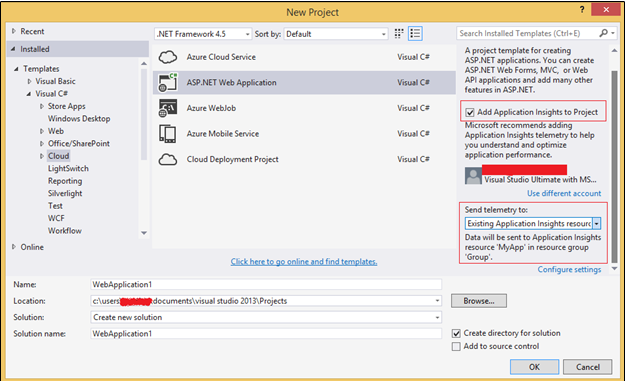 New Project
? ×
Recent
Installed
.NET Framework 4.5
Sort by:
Default
Search Installed Templates (Ctrl+E)
Templates
Visual Basic
Visual C#
Store Apps
Windows Desktop
Web
Office/SharePoint
Cloud
LightSwitch
Reporting
Silverlight
Test
WCF
Workflow
Online
Azure Cloud Service Visual C#
ASP.NET Web Application Visual C#
Azure WebJob Visual C#
Azure Mobile Service Visual C#
Cloud Deployment Project Visual C#
Click here to go online and find templates.
A project template for creating
ASP.NET applications. You can create
ASP.NET Web Forms, MVC, or Web
API applications and add many other
features in ASP.NET.
Add Application Insights to Project
Microsoft recommends adding
Application Insights telemetry to help
you understand and optimize
application performance.
Visual Studio Ultimate with MS...
Use different account
Send telemetry to:
Existing Application Insights resourc
Data will be sent to Application Insights
resource 'MyApp' in resource group
'Group'.
Configure settings
Name: WebApplication1
Location: c:\users documents\visual studio 2013\Projects
Browse...
Solution: Create new solution
Solution name: WebApplication1
Create directory for solution
Add to source control
OK Cancel